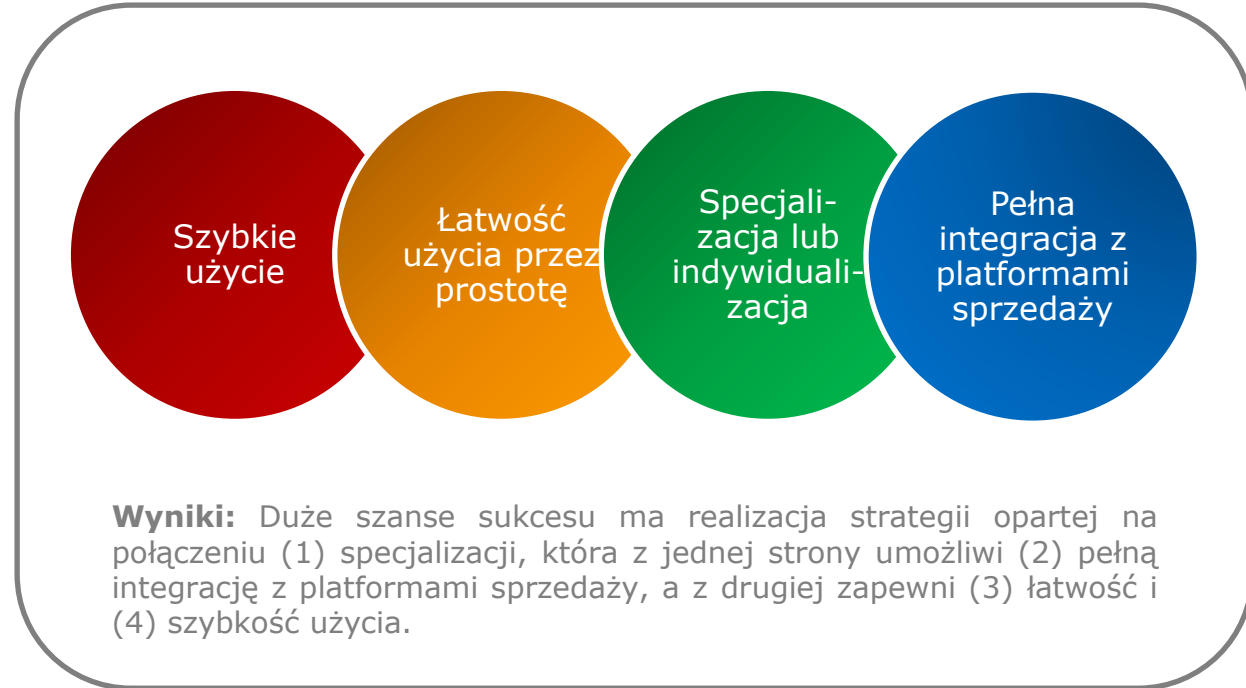 Szybkie
użycie
Łatwość
użycia przez
prostotę
Specjali-
zacja lub
indywiduali-
zacja
Pełna
integracja z
platformami
sprzedaży
Wyniki: Duże szanse sukcesu ma realizacja strategii opartej na
połączeniu (1) specjalizacji, która z jednej strony umożliwi (2) pełną
integrację z platformami sprzedaży, a z drugiej zapewni (3) łatwość i
(4) szybkość użycia.